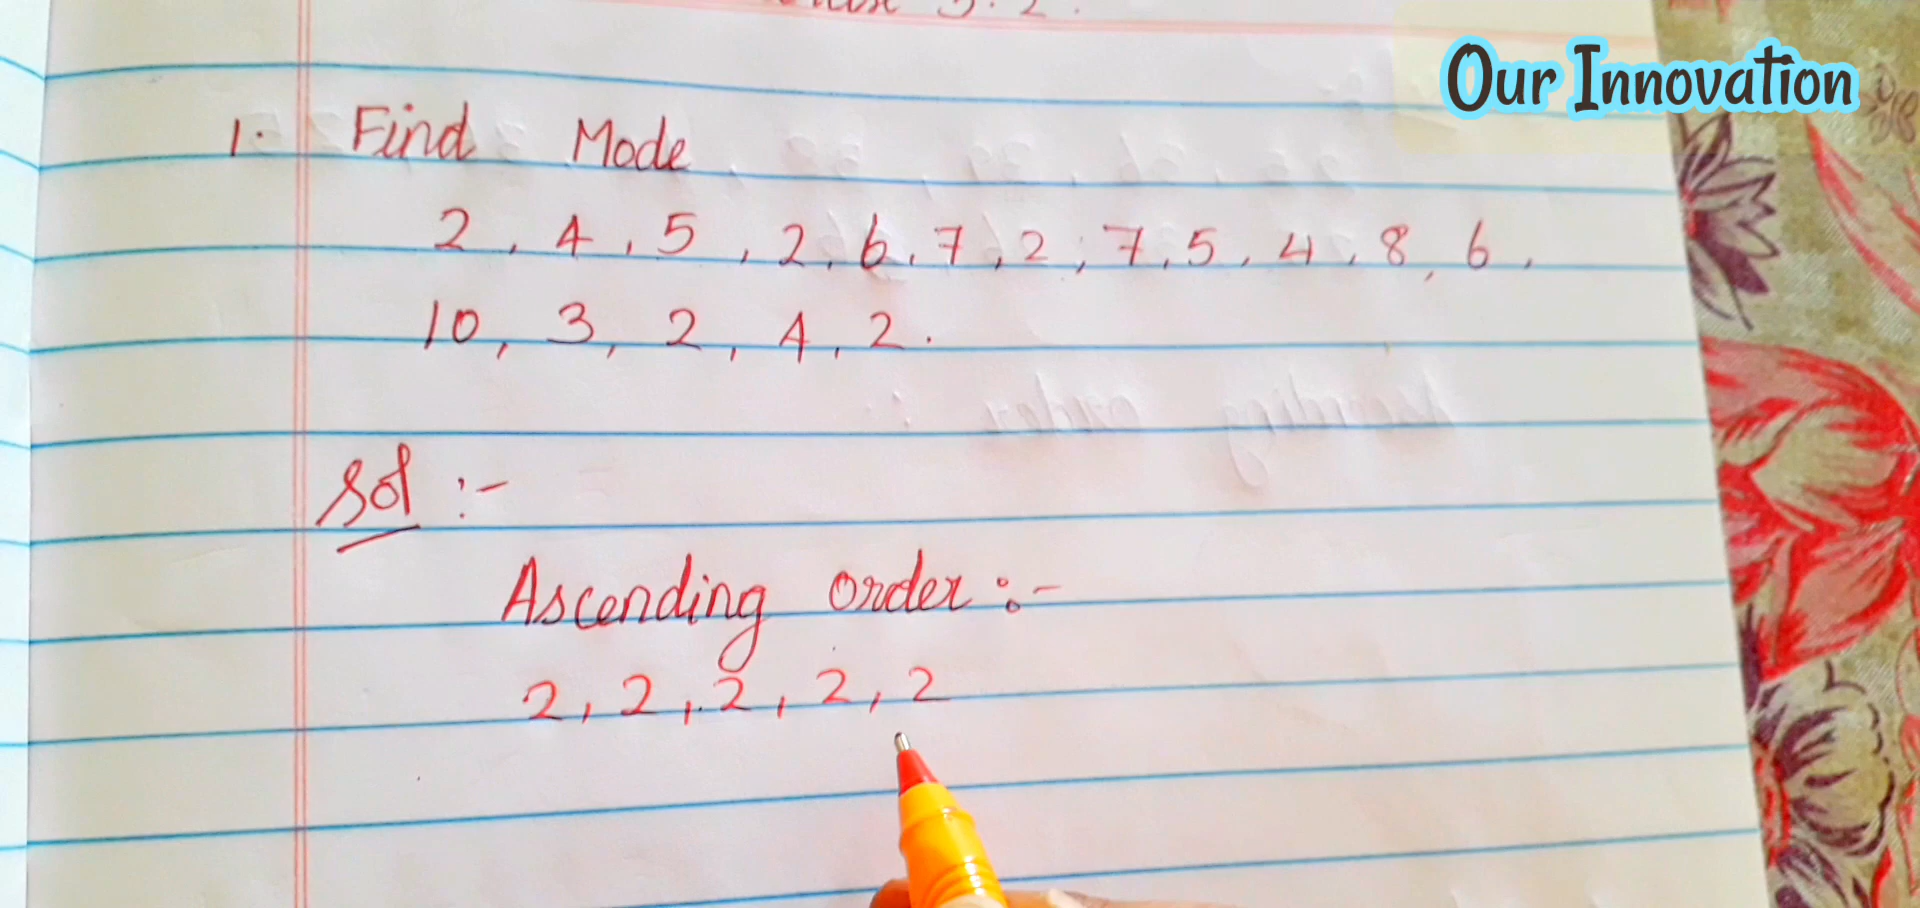 Our Innovation
1. Find Mode
2, 4, 5, 2, 6, 7, 2, 7, 5, 4, 8, 6,
10, 3, 2, 4, 2.
Sol :-
Ascending order :-
2, 2, 2, 2, 2